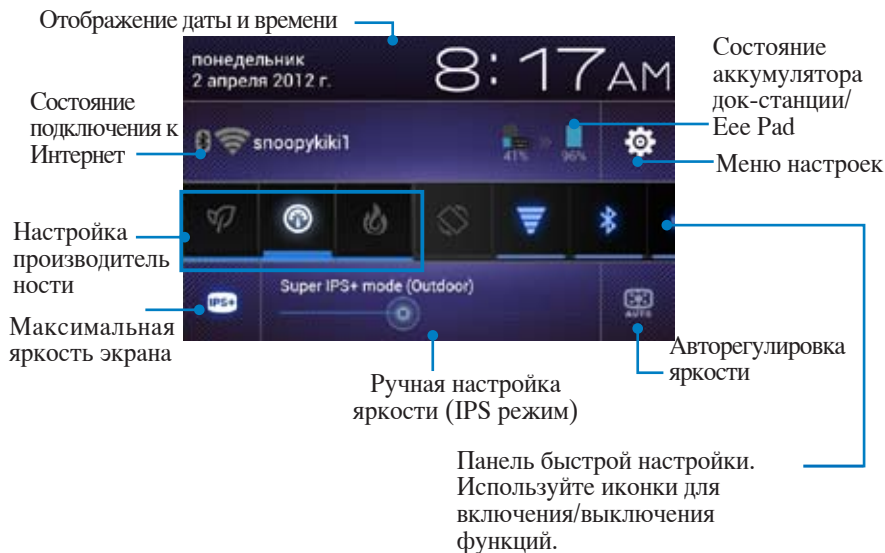 Отображение даты и времени
понедельник
2 апреля 2012 г.
8:17AM
Состояние
аккумулятора
док-станции/
Eee Pad
Состояние
подключения к
Интернет
snoopykiki1
41%
96%
Меню настроек
Настройка
производитель
ности
IPS+
Super IPS+ mode (Outdoor)
AUTO
Максимальная
яркость экрана
Авторегулировка
яркости
Ручная настройка
яркости (IPS режим)
Панель быстрой настройки.
Используйте иконки для
включения/выключения
функций.